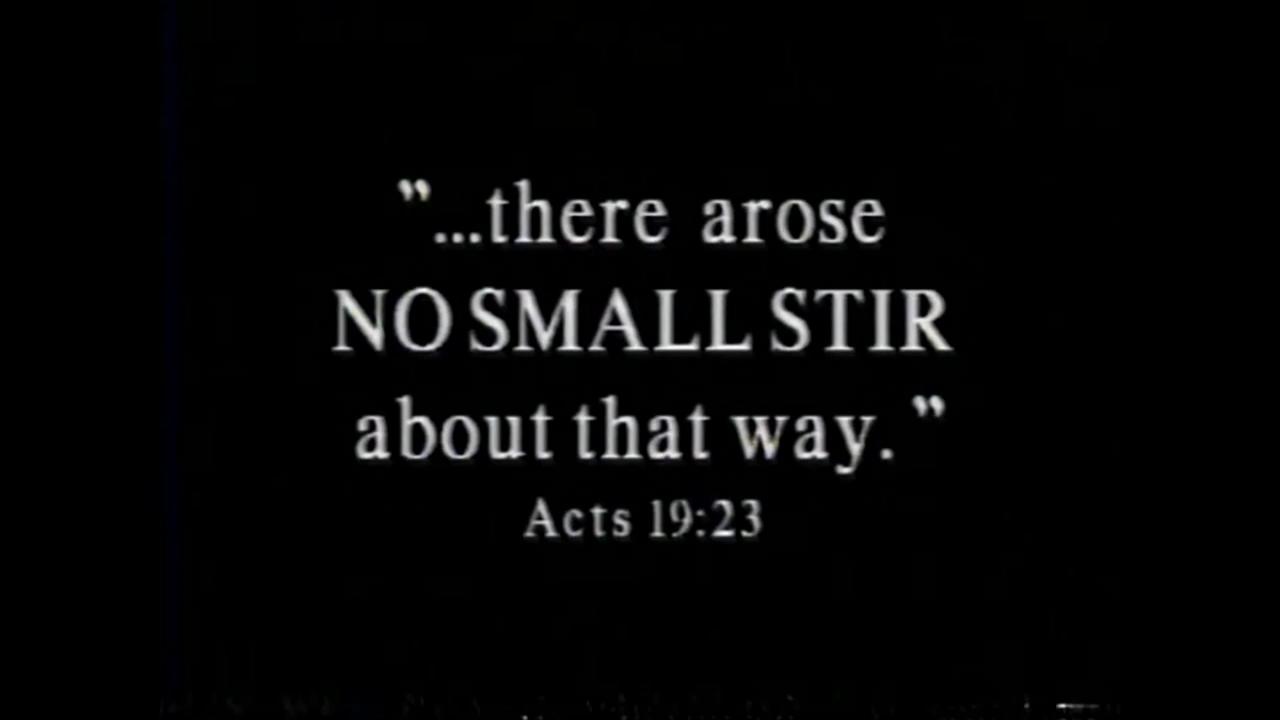 ”...there arose
NO SMALL STIR
about that way.”
Acts 19:23